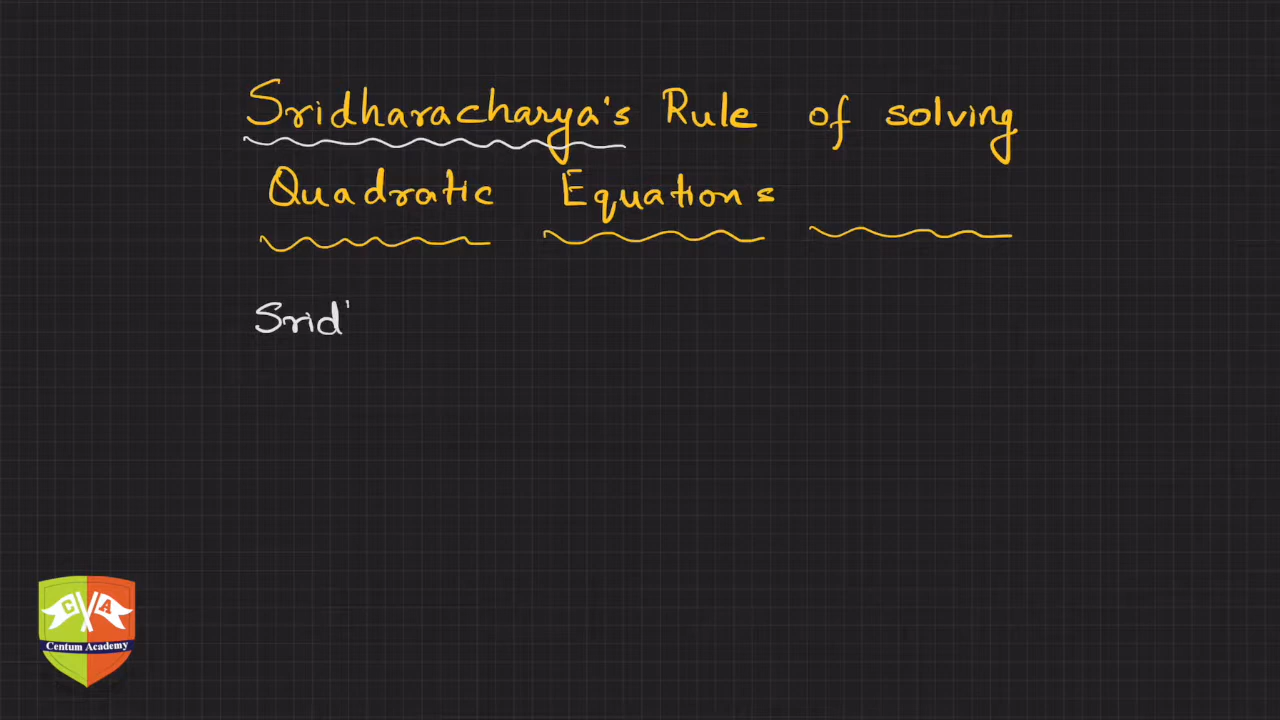 Sridharacharya's Rule of solving
Quadratic Equations
Srid'
C A
Centum Academy